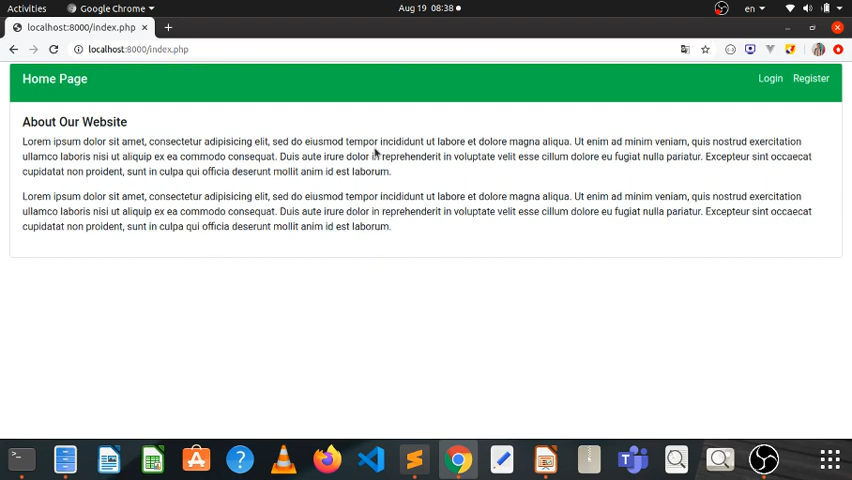 Activities Google Chrome Aug 19 08:38 en
localhost:8000/index.php
localhost:8000/index.php
Home Page Login Register
About Our Website
Lorem ipsum dolor sit amet, consectetur adipisicing elit, sed do eiusmod tempor incididunt ut labore et dolore magna aliqua. Ut enim ad minim veniam, quis nostrud exercitation
ullamco laboris nisi ut aliquip ex ea commodo consequat. Duis aute irure dolor in reprehenderit in voluptate velit esse cillum dolore eu fugiat nulla pariatur. Excepteur sint occaecat
cupidatat non proident, sunt in culpa qui officia deserunt mollit anim id est laborum.
Lorem ipsum dolor sit amet, consectetur adipisicing elit, sed do eiusmod tempor incididunt ut labore et dolore magna aliqua. Ut enim ad minim veniam, quis nostrud exercitation
ullamco laboris nisi ut aliquip ex ea commodo consequat. Duis aute irure dolor in reprehenderit in voluptate velit esse cillum dolore eu fugiat nulla pariatur. Excepteur sint occaecat
cupidatat non proident, sunt in culpa qui officia deserunt mollit anim id est laborum.